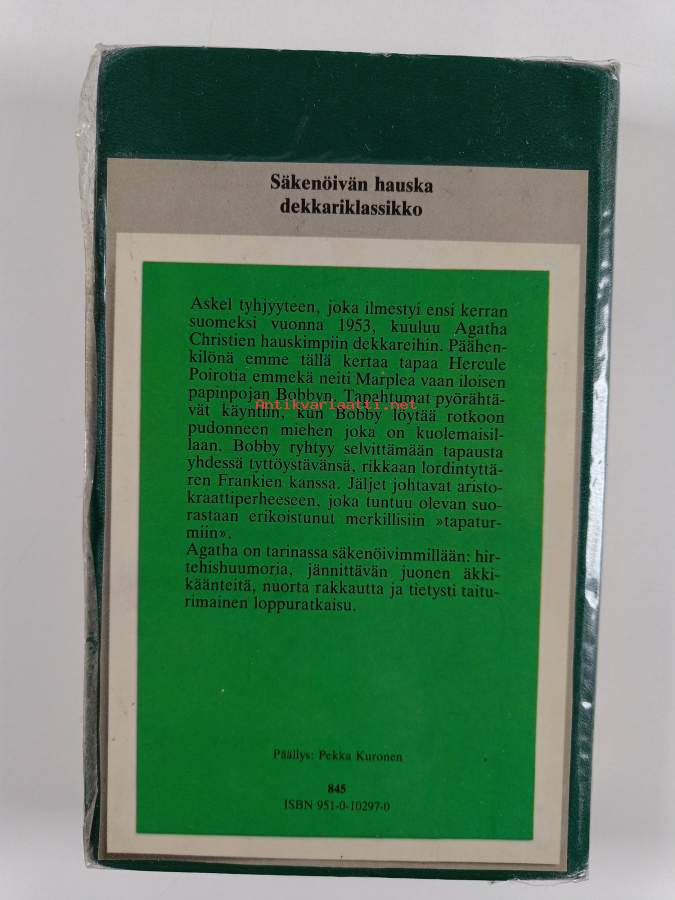 Säkenöivän hauska
dekkariklassikko
Askel tyhjyyteen, joka ilmestyi ensi kerran
suomeksi vuonna 1953, kuuluu Agatha
Christien hauskimpiin dekkareihin. Päähen-
kilönä emme tällä kertaa tapaa Hercule
Poirotia emmekä neiti Marplea vaan iloisen
papinpojan Bobbyn. Tapahtumat pyörähtä-
Antikvariaatti.net
vät käyntiin, kun Bobby löytää rotkoon
pudonneen miehen joka on kuolemaisil-
laan. Bobby ryhtyy selvittämään tapausta
yhdessä tyttöystävänsä, rikkaan lordintyttä-
ren Frankien kanssa. Jäljet johtavat aristo-
kraattiperheeseen, joka tuntuu olevan suo-
rastaan erikoistunut merkillisiin »tapatur-
miin».
Agatha on tarinassa säkenöivimmillään: hir-
tehishuumoria, jännittävän juonen äkki-
käänteitä, nuorta rakkautta ja tietysti taitu-
rimainen loppuratkaisu.
Päällys: Pekka Kuronen
845
ISBN 951-0-10297-0